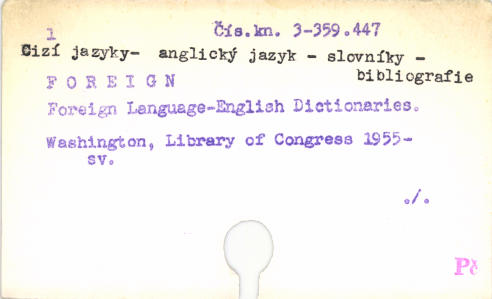 1 Čís.kn. 3-359.447
Cizí jazyky- anglický jazyk - slovníky -
bibliografie
F O R E I G N
Foreign Language-English Dictionaries.
Washington, Library of Congress 1955-
sv.
./.
Pč